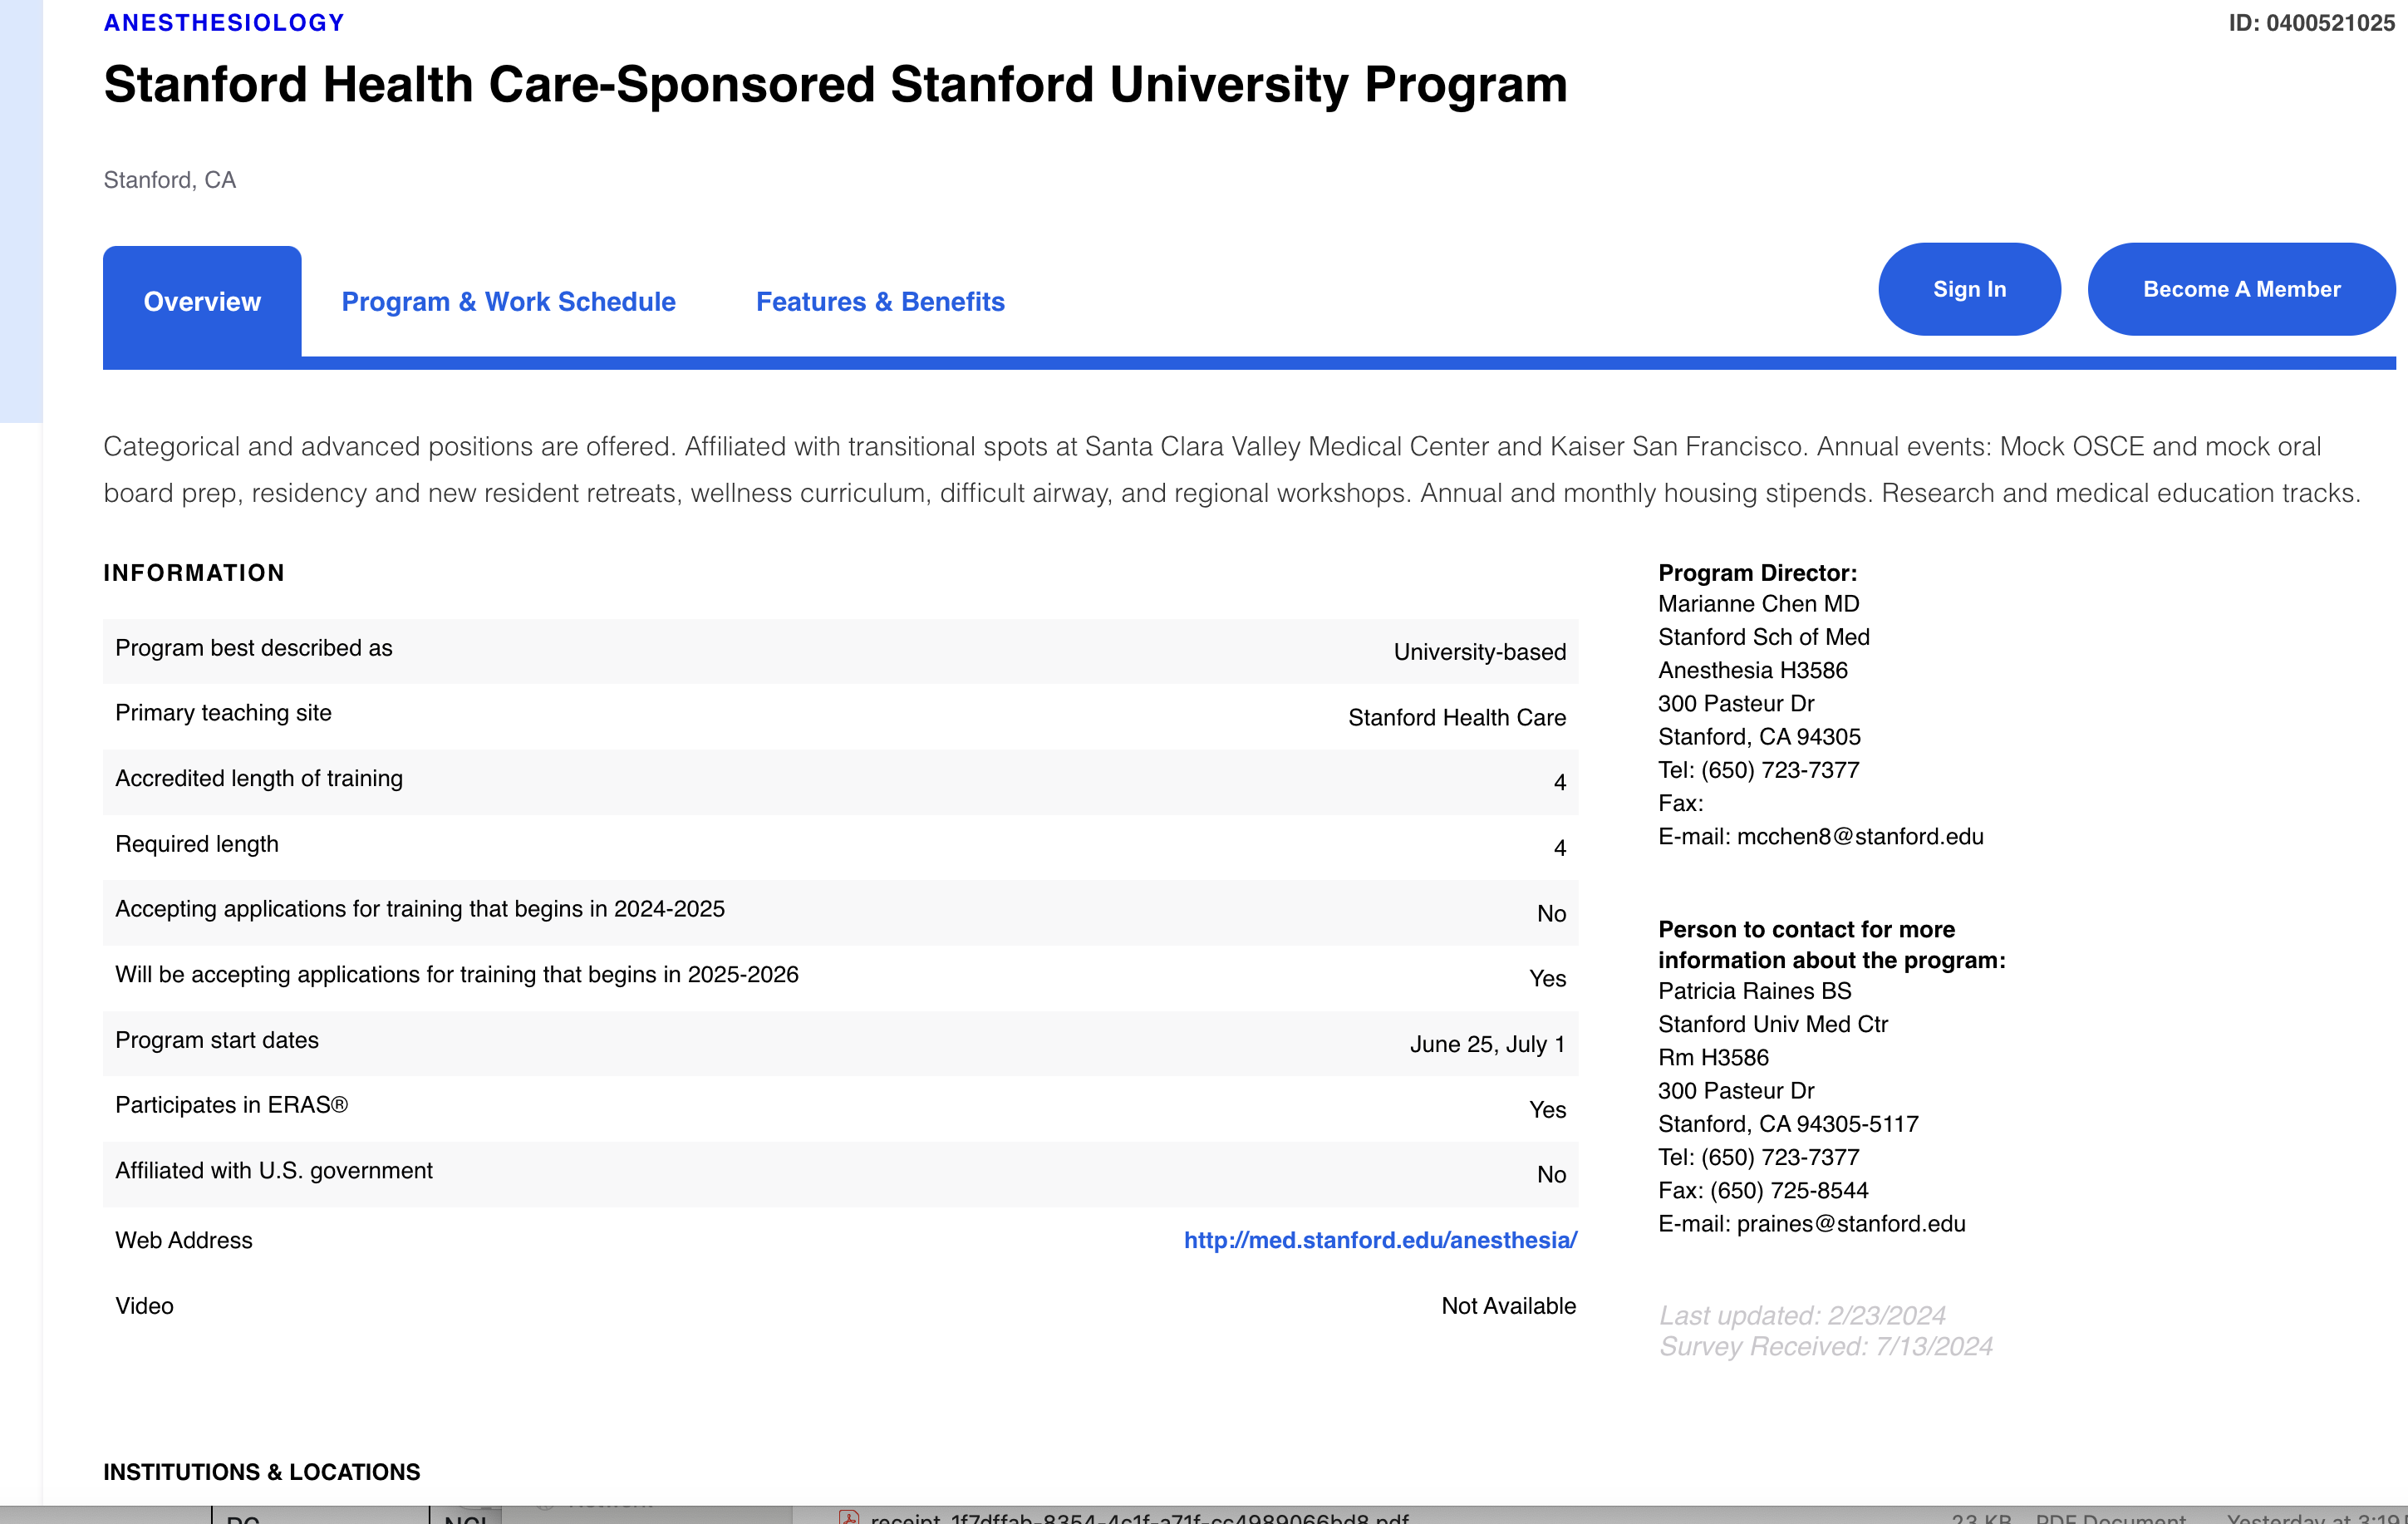 ANESTHESIOLOGY
ID: 0400521025
Stanford Health Care-Sponsored Stanford University Program
Stanford, CA
Overview
Program & Work Schedule
Features & Benefits
Sign In
Become A Member
Categorical and advanced positions are offered. Affiliated with transitional spots at Santa Clara Valley Medical Center and Kaiser San Francisco. Annual events: Mock OSCE and mock oral
board prep, residency and new resident retreats, wellness curriculum, difficult airway, and regional workshops. Annual and monthly housing stipends. Research and medical education tracks.
INFORMATION
Program best described as University-based
Primary teaching site Stanford Health Care
Accredited length of training 4
Required length 4
Accepting applications for training that begins in 2024-2025 No
Will be accepting applications for training that begins in 2025-2026 Yes
Program start dates June 25, July 1
Participates in ERAS® Yes
Affiliated with U.S. government No
Web Address http://med.stanford.edu/anesthesia/
Video Not Available
Program Director:
Marianne Chen MD
Stanford Sch of Med
Anesthesia H3586
300 Pasteur Dr
Stanford, CA 94305
Tel: (650) 723-7377
Fax:
E-mail: mcchen8@stanford.edu
Person to contact for more
information about the program:
Patricia Raines BS
Stanford Univ Med Ctr
Rm H3586
300 Pasteur Dr
Stanford, CA 94305-5117
Tel: (650) 723-7377
Fax: (650) 725-8544
E-mail: praines@stanford.edu
Last updated: 2/23/2024
Survey Received: 7/13/2024
INSTITUTIONS & LOCATIONS
23 KB PDF Document Yesterday at